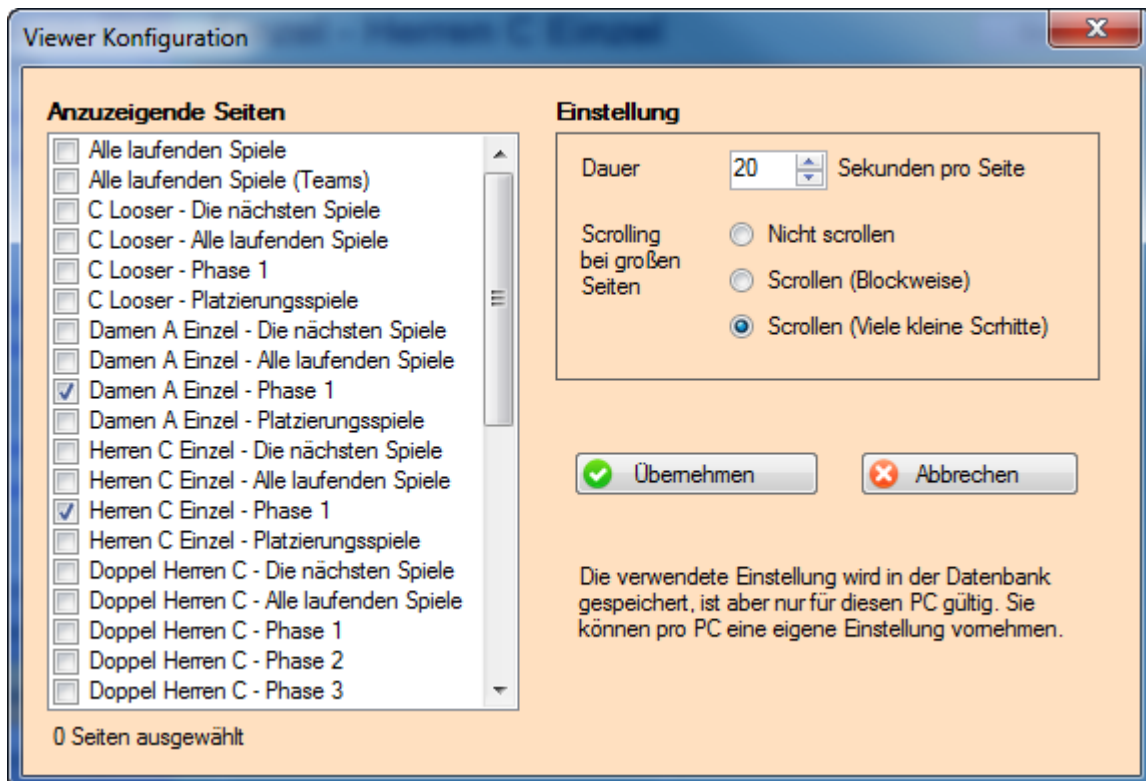 Viewer Konfiguration
nzel - Herren C Einzel
Anzuzeigende Seiten
Alle laufenden Spiele
Alle laufenden Spiele (Teams)
C Looser - Die nächsten Spiele
C Looser - Alle laufenden Spiele
C Looser - Phase 1
C Looser - Platzierungsspiele
Damen A Einzel - Die nächsten Spiele
Damen A Einzel - Alle laufenden Spiele
Damen A Einzel - Phase 1
Damen A Einzel - Platzierungsspiele
Herren C Einzel - Die nächsten Spiele
Herren C Einzel - Alle laufenden Spiele
Herren C Einzel - Phase 1
Herren C Einzel - Platzierungsspiele
Doppel Herren C - Die nächsten Spiele
Doppel Herren C - Alle laufenden Spiele
Doppel Herren C - Phase 1
Doppel Herren C - Phase 2
Doppel Herren C - Phase 3
0 Seiten ausgewählt
Einstellung
Dauer 20 Sekunden pro Seite
Scrolling
bei großen
Seiten
Nicht scrollen
Scrollen (Blockweise)
Scrollen (Viele kleine Scrhitte)
Übernehmen
Abbrechen
Die verwendete Einstellung wird in der Datenbank
gespeichert, ist aber nur für diesen PC gültig. Sie
können pro PC eine eigene Einstellung vornehmen.